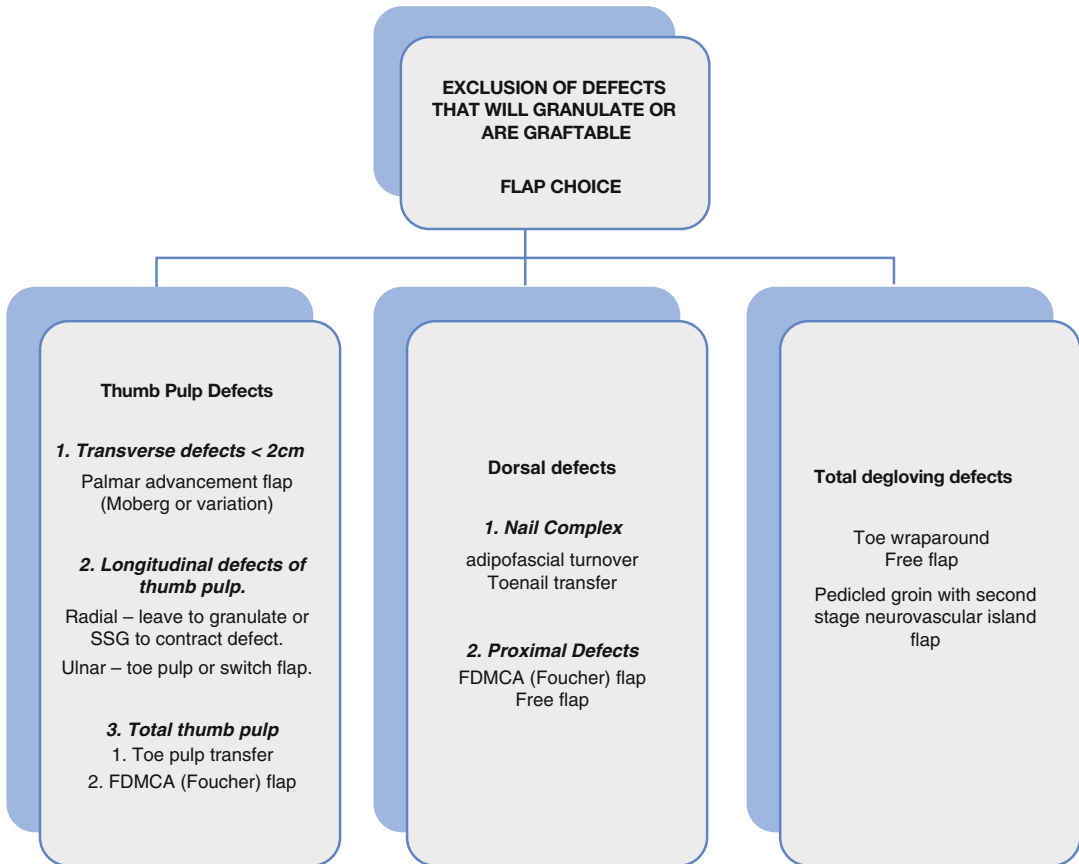 EXCLUSION OF DEFECTS
THAT WILL GRANULATE OR
ARE GRAFTABLE
FLAP CHOICE
Thumb Pulp Defects
1. Transverse defects < 2cm
Palmar advancement flap
(Moberg or variation)
2. Longitudinal defects of
thumb pulp.
Radial – leave to granulate or
SSG to contract defect.
Ulnar – toe pulp or switch flap.
3. Total thumb pulp
1. Toe pulp transfer
2. FDMCA (Foucher) flap
Dorsal defects
1. Nail Complex
adipofascial turnover
Toenail transfer
2. Proximal Defects
FDMCA (Foucher) flap
Free flap
Total degloving defects
Toe wraparound
Free flap
Pedicled groin with second
stage neurovascular island
flap